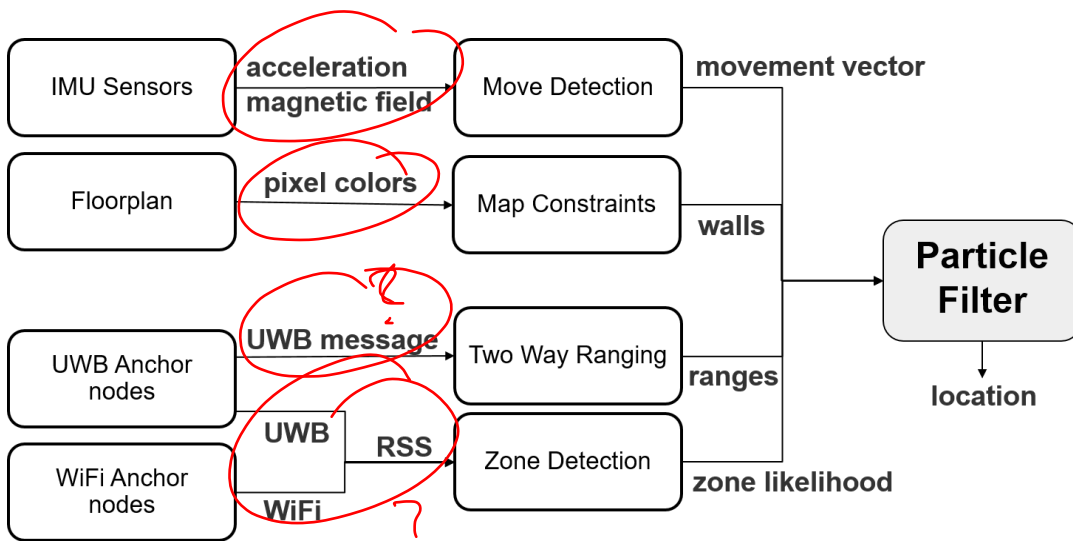 IMU Sensors
acceleration
magnetic field
Move Detection
movement vector
Floorplan
pixel colors
Map Constraints
walls
Particle
Filter
location
UWB Anchor
nodes
UWB message
?
Two Way Ranging
ranges
WiFi Anchor
nodes
UWB
WiFi
RSS
?
Zone Detection
zone likelihood